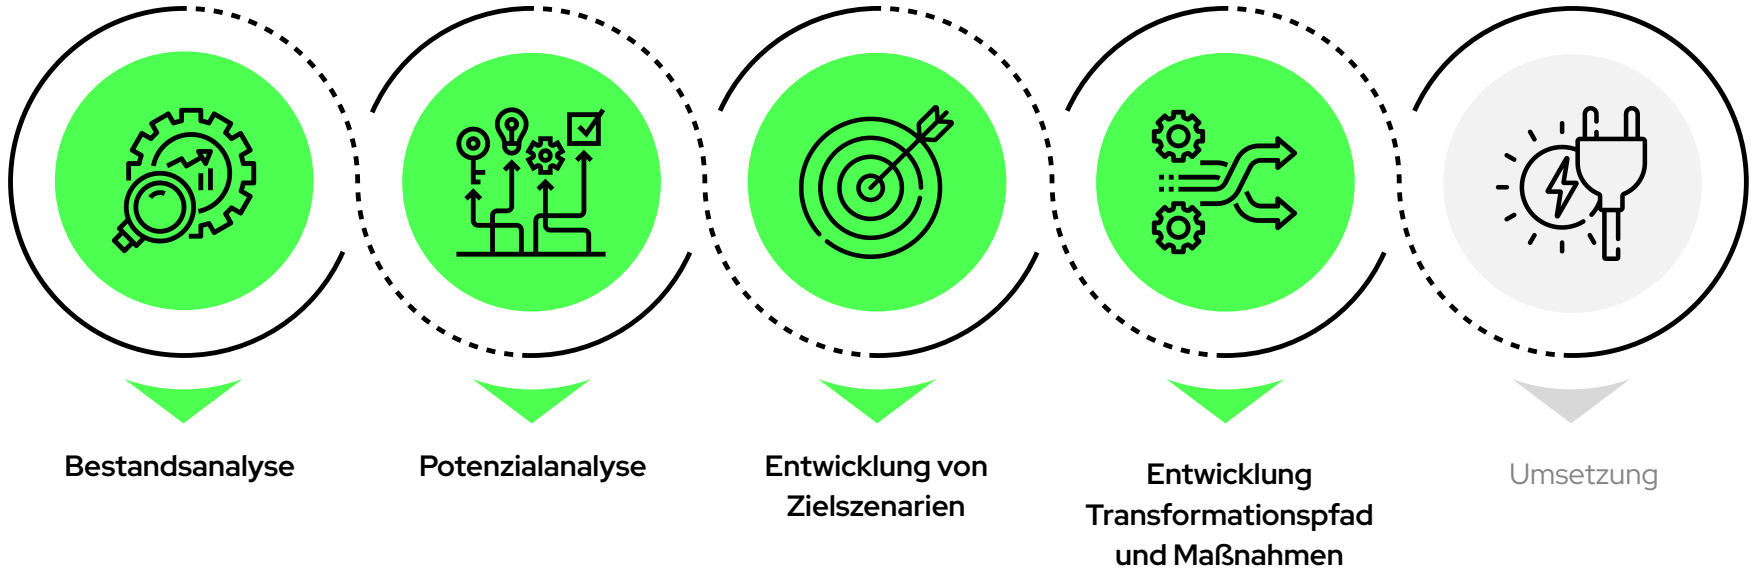 Bestandsanalyse
Potenzialanalyse
Entwicklung von
Zielszenarien
Entwicklung
Transformationspfad
und Maßnahmen
Umsetzung